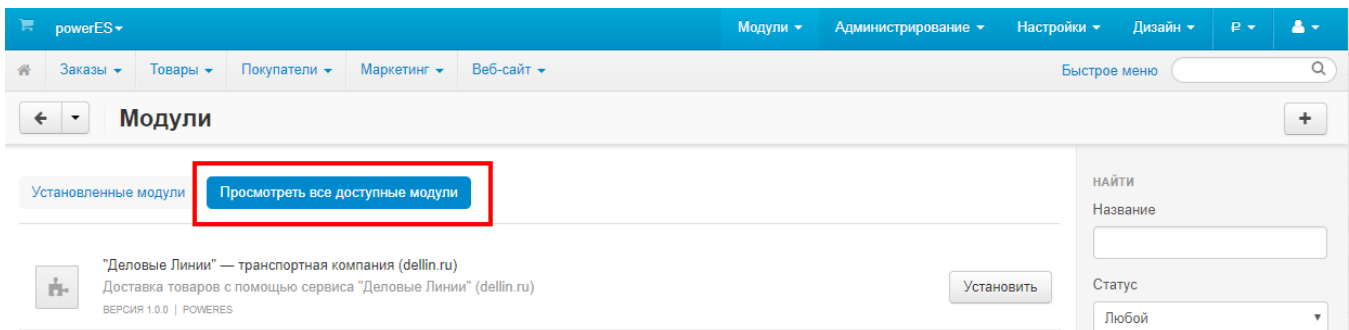 powerES
Модули
Администрирование
Настройки
Дизайн
₽
Заказы
Товары
Покупатели
Маркетинг
Веб-сайт
Быстрое меню
Модули
+
Установленные модули
Просмотреть все доступные модули
НАЙТИ
Название
"Деловые Линии" — транспортная компания (dellin.ru)
Доставка товаров с помощью сервиса "Деловые Линии" (dellin.ru)
ВЕРСИЯ 1.0.0 | POWERES
Установить
Статус
Любой